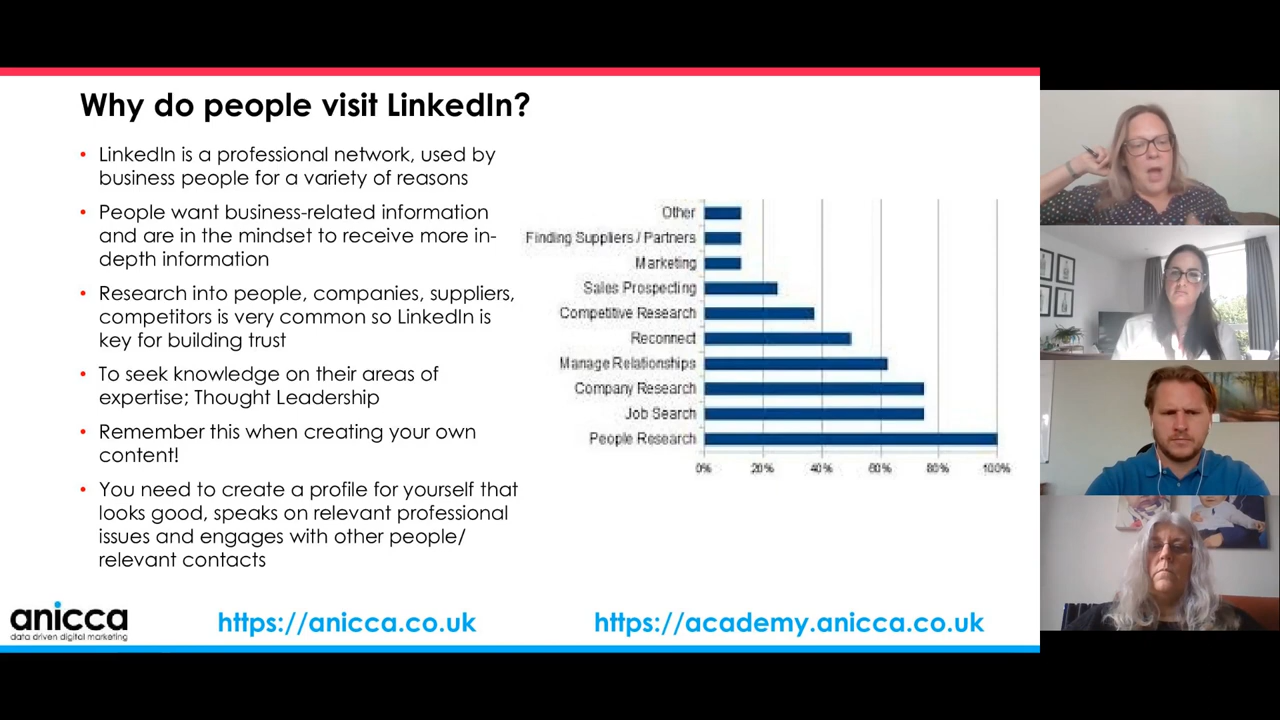 Why do people visit LinkedIn?
• LinkedIn is a professional network, used by
business people for a variety of reasons
• People want business-related information
and are in the mindset to receive more in-
depth information
• Research into people, companies, suppliers,
competitors is very common so LinkedIn is
key for building trust
• To seek knowledge on their areas of
expertise; Thought Leadership
• Remember this when creating your own
content!
• You need to create a profile for yourself that
looks good, speaks on relevant professional
issues and engages with other people/
relevant contacts
Other
Finding Suppliers / Partners
Marketing
Sales Prospecting
Competitive Research
Reconnect
Manage Relationships
Company Research
Job Search
People Research
0% 20% 40% 60% 80% 100%
anicca
data driven digital marketing
https://anicca.co.uk
https://academy.anicca.co.uk